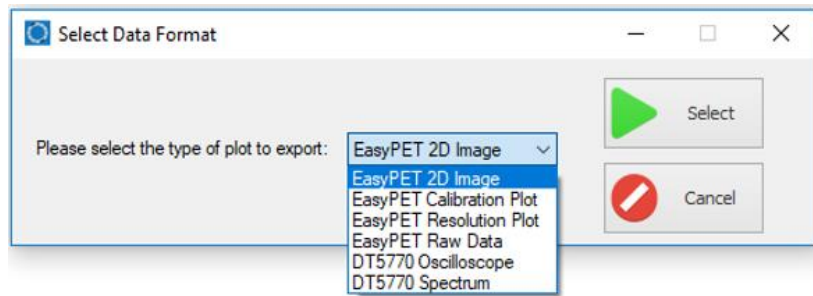 Select Data Format
Please select the type of plot to export:
EasyPET 2D Image
EasyPET 2D Image
EasyPET Calibration Plot
EasyPET Resolution Plot
EasyPET Raw Data
DT5770 Oscilloscope
DT5770 Spectrum
Select
Cancel